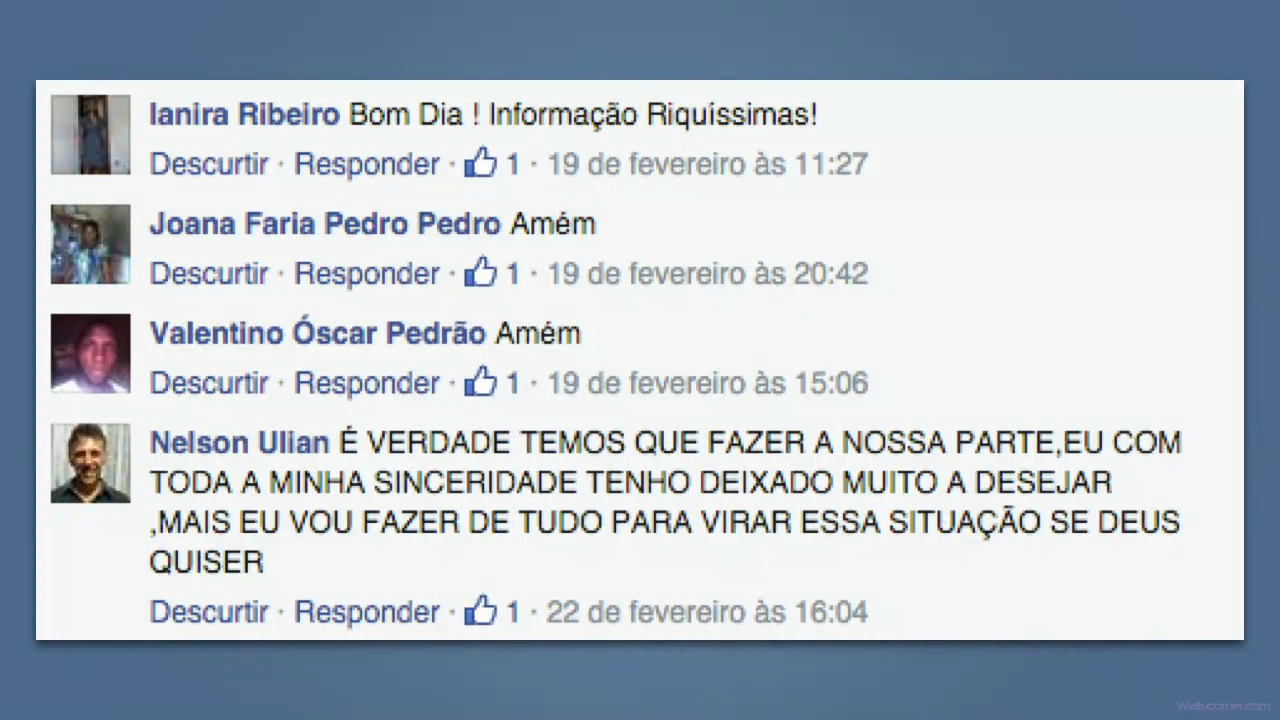 Ianira Ribeiro Bom Dia ! Informação Riquíssimas!
Descurtir · Responder · 1 · 19 de fevereiro às 11:27
Joana Faria Pedro Pedro Amém
Descurtir · Responder · 1 · 19 de fevereiro às 20:42
Valentino Óscar Pedrão Amém
Descurtir · Responder · 1 · 19 de fevereiro às 15:06
Nelson Ulian É VERDADE TEMOS QUE FAZER A NOSSA PARTE,EU COM
TODA A MINHA SINCERIDADE TENHO DEIXADO MUITO A DESEJAR
,MAIS EU VOU FAZER DE TUDO PARA VIRAR ESSA SITUAÇÃO SE DEUS
QUISER
Descurtir · Responder · 1 · 22 de fevereiro às 16:04
Wallscorner.com